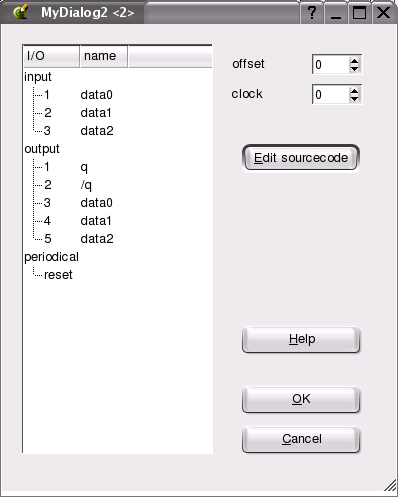 MyDialog2 <2>
?
I/O name
input
1 data0
2 data1
3 data2
output
1 q
2 /q
3 data0
4 data1
5 data2
periodical
reset
offset 0
clock 0
Edit sourcecode
Help
OK
Cancel